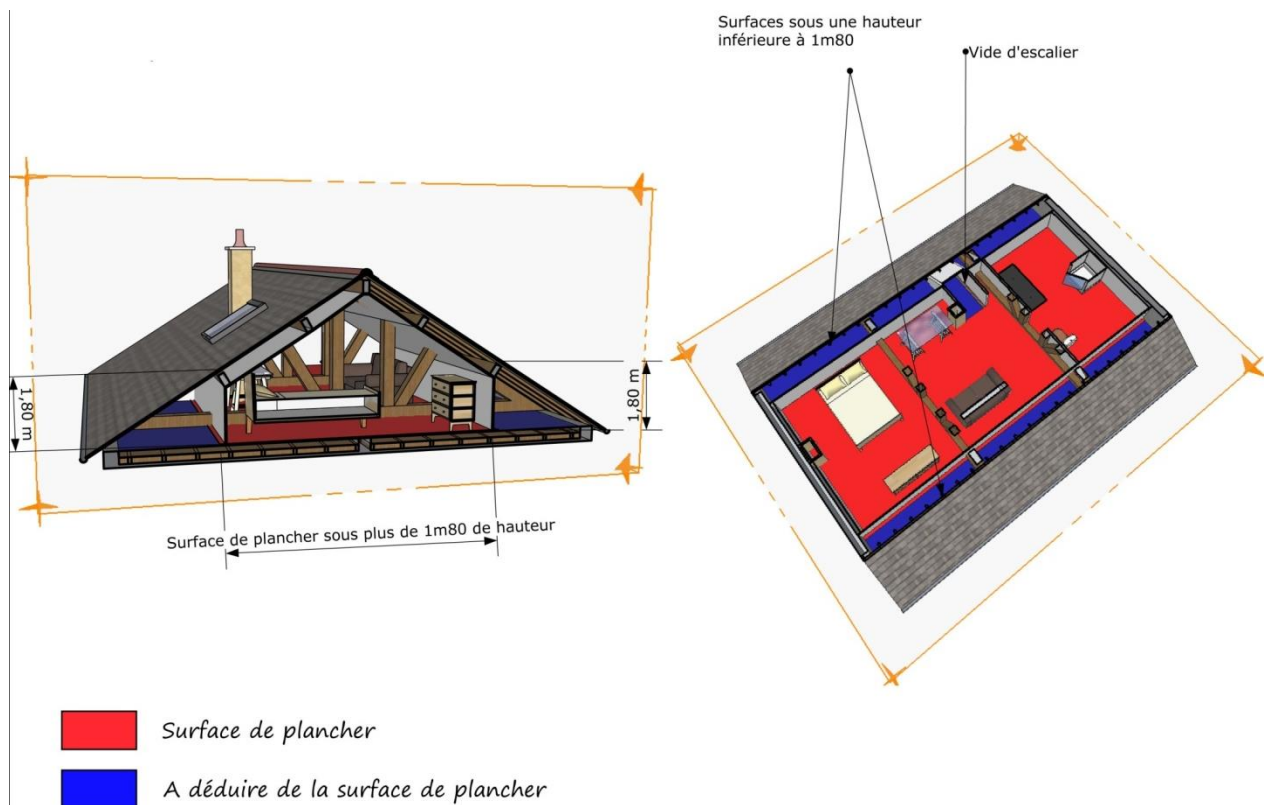 Surfaces sous une hauteur
inférieure à 1m80
Vide d'escalier
1,80 m
1,80 m
Surface de plancher sous plus de 1m80 de hauteur
Surface de plancher
A déduire de la surface de plancher